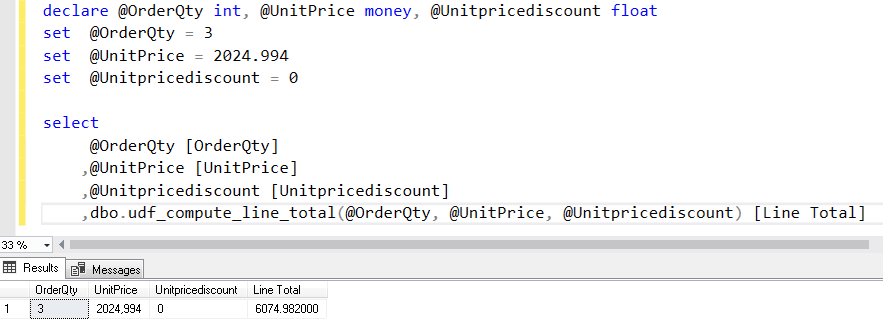 declare @OrderQty int, @UnitPrice money, @Unitpricediscount float
set @OrderQty = 3
set @UnitPrice = 2024.994
set @Unitpricediscount = 0
select
@OrderQty [OrderQty]
,@UnitPrice [UnitPrice]
,@Unitpricediscount [Unitpricediscount]
,dbo.udf_compute_line_total(@OrderQty, @UnitPrice, @Unitpricediscount) [Line Total]
33 %
Results Messages
OrderQty UnitPrice Unitpricediscount Line Total
1 3 2024,994 0 6074.982000